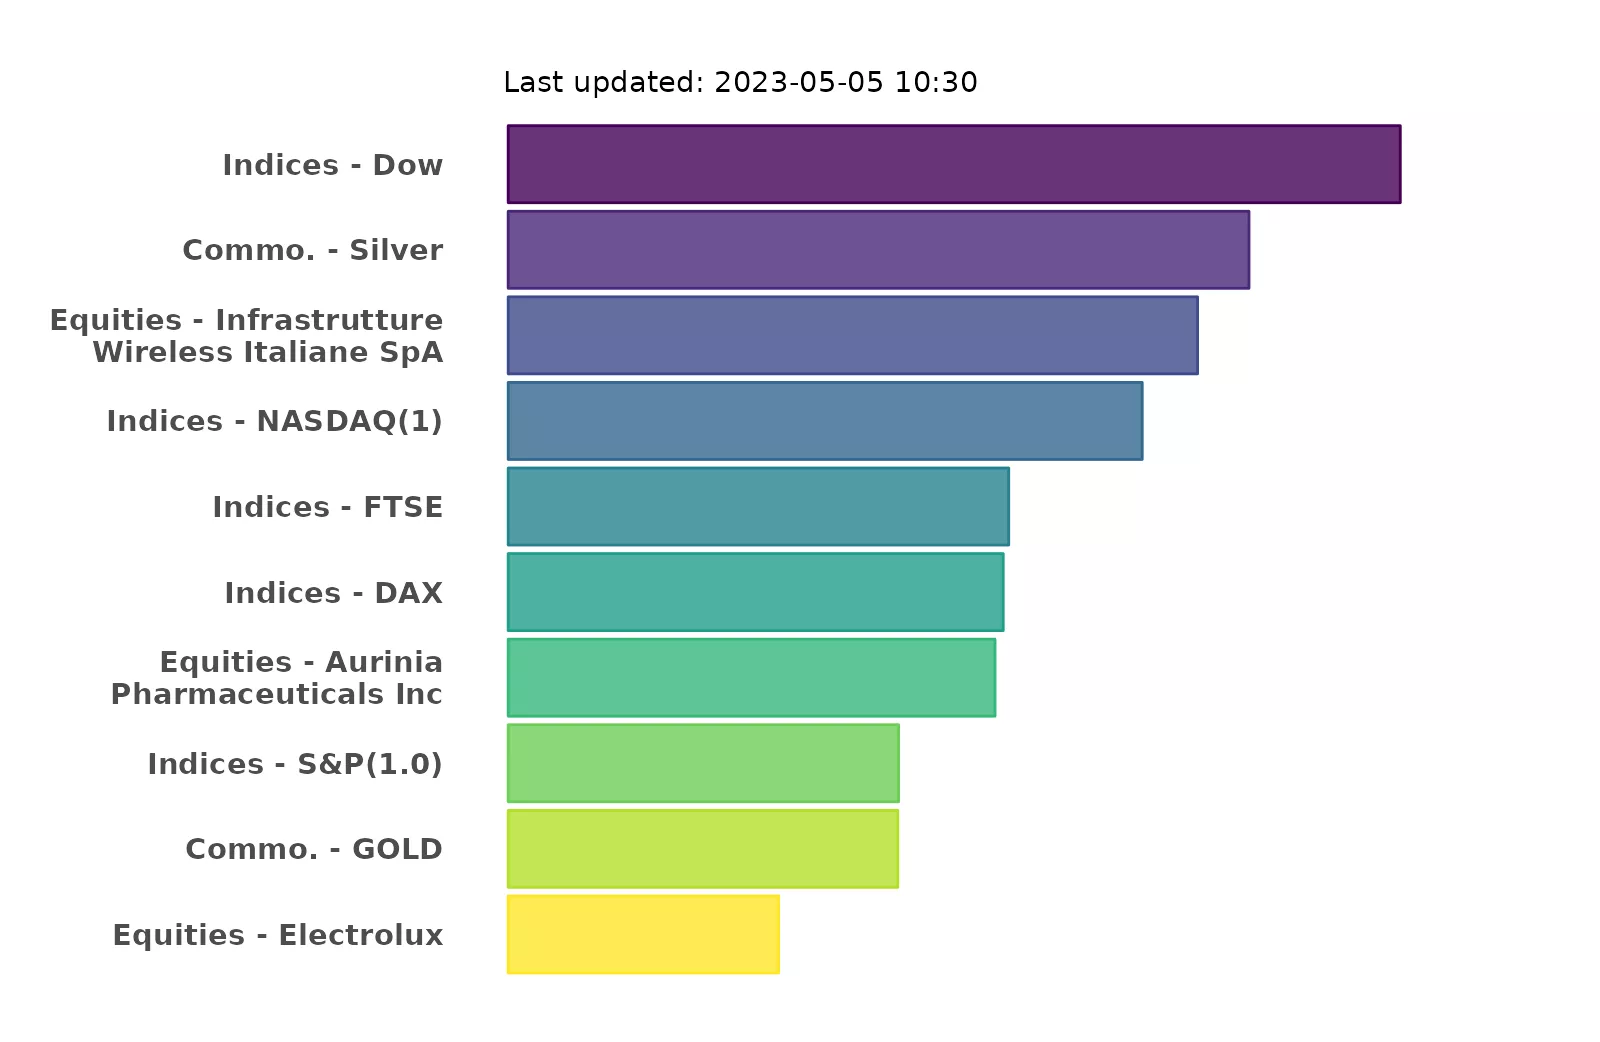 Last updated: 2023-05-05 10:30
Indices - Dow
Commo. - Silver
Equities - Infrastrutture
Wireless Italiane SpA
Indices - NASDAQ(1)
Indices - FTSE
Indices - DAX
Equities - Aurinia
Pharmaceuticals Inc
Indices - S&P(1.0)
Commo. - GOLD
Equities - Electrolux